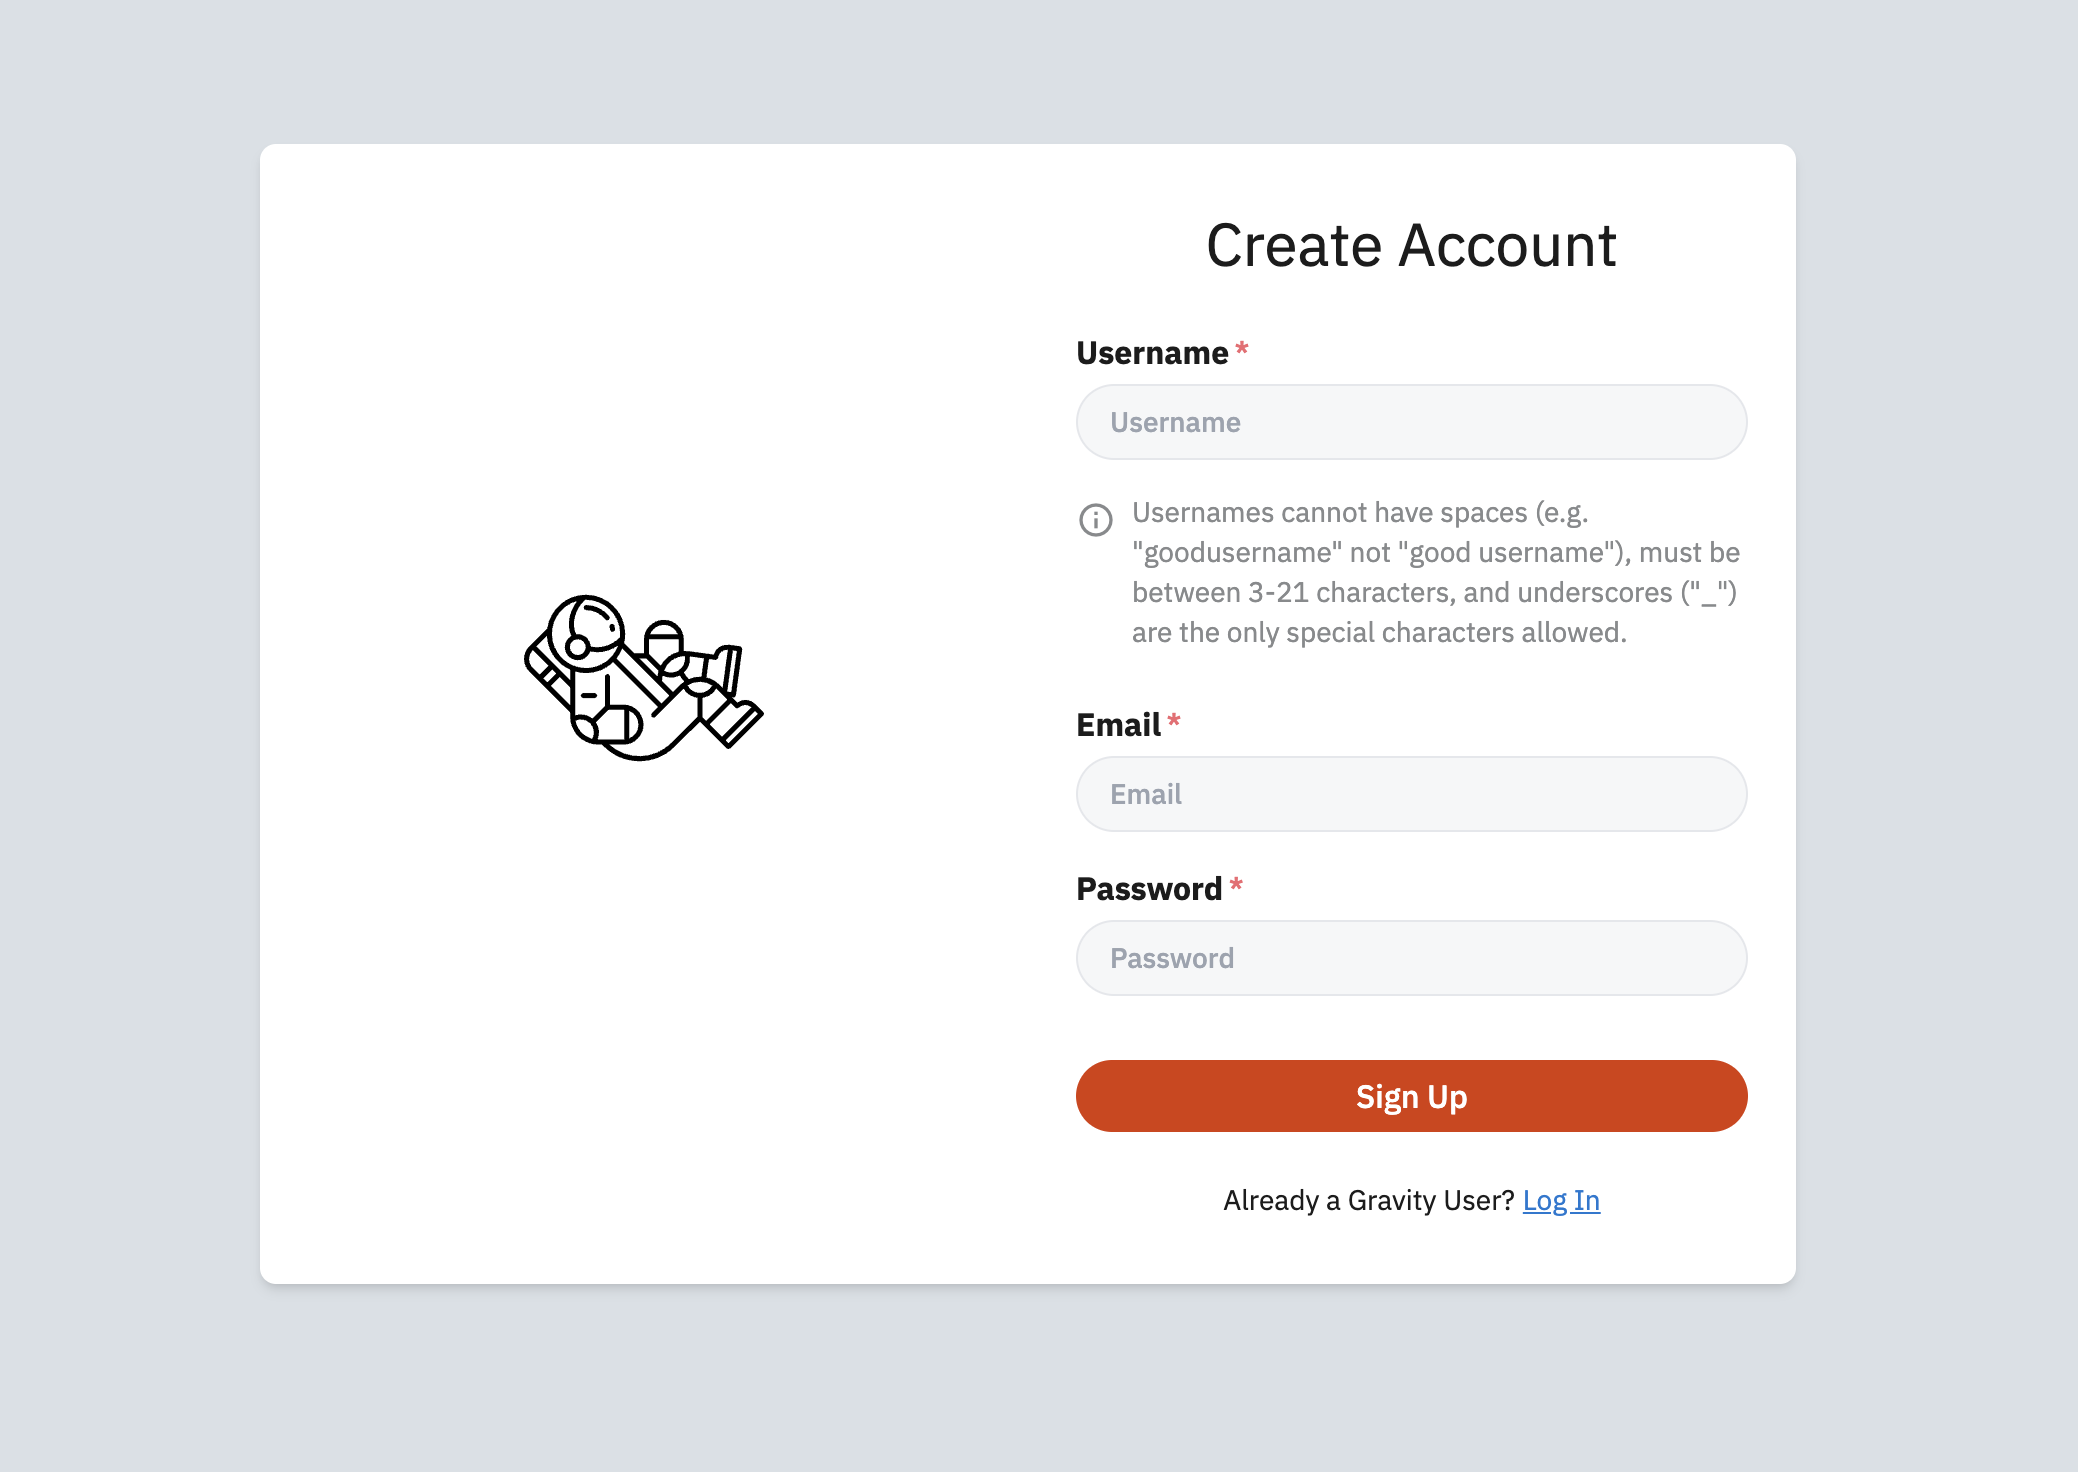 Create Account
Username *
Username
Usernames cannot have spaces (e.g.
"goodusername" not "good username"), must be
between 3-21 characters, and underscores ("_")
are the only special characters allowed.
Email *
Email
Password *
Password
Sign Up
Already a Gravity User? Log In